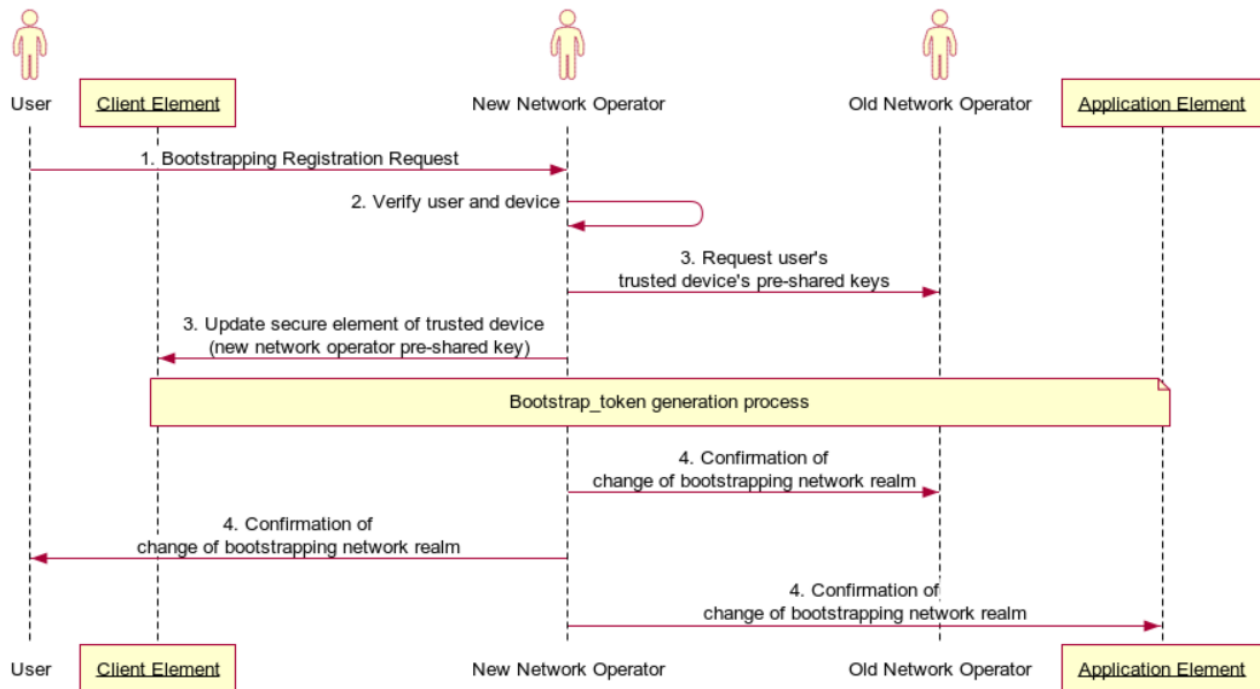 User
Client Element
New Network Operator
Old Network Operator
Application Element
1. Bootstrapping Registration Request
2. Verify user and device
3. Request user's
trusted device's pre-shared keys
3. Update secure element of trusted device
(new network operator pre-shared key)
Bootstrap_token generation process
4. Confirmation of
change of bootstrapping network realm
4. Confirmation of
change of bootstrapping network realm
4. Confirmation of
change of bootstrapping network realm
User
Client Element
New Network Operator
Old Network Operator
Application Element